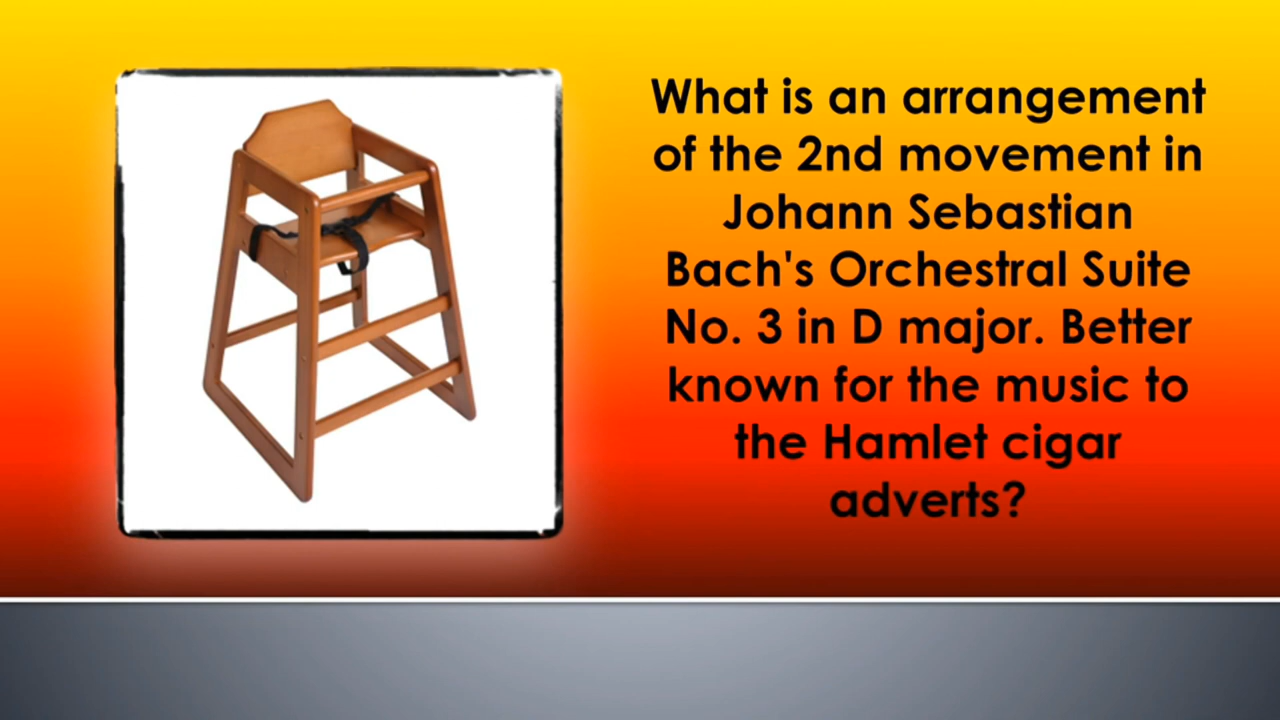 What is an arrangement
of the 2nd movement in
Johann Sebastian
Bach's Orchestral Suite
No. 3 in D major. Better
known for the music to
the Hamlet cigar
adverts?